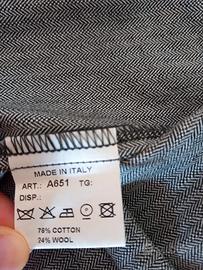 MADE IN ITALY
ART.: A651 TG:
DISP.:
76% COTTON
24% WOOL